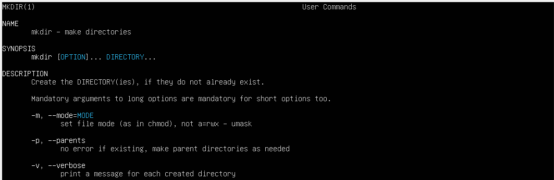 MKDIR(1) User Commands
NAME
mkdir - make directories
SYNOPSIS
mkdir [OPTION]... DIRECTORY...
DESCRIPTION
Create the DIRECTORY(ies), if they do not already exist.
Mandatory arguments to long options are mandatory for short options too.
-m, --mode=MODE
set file mode (as in chmod), not a=rwx - umask
-p, --parents
no error if existing, make parent directories as needed
-v, --verbose
print a message for each created directory